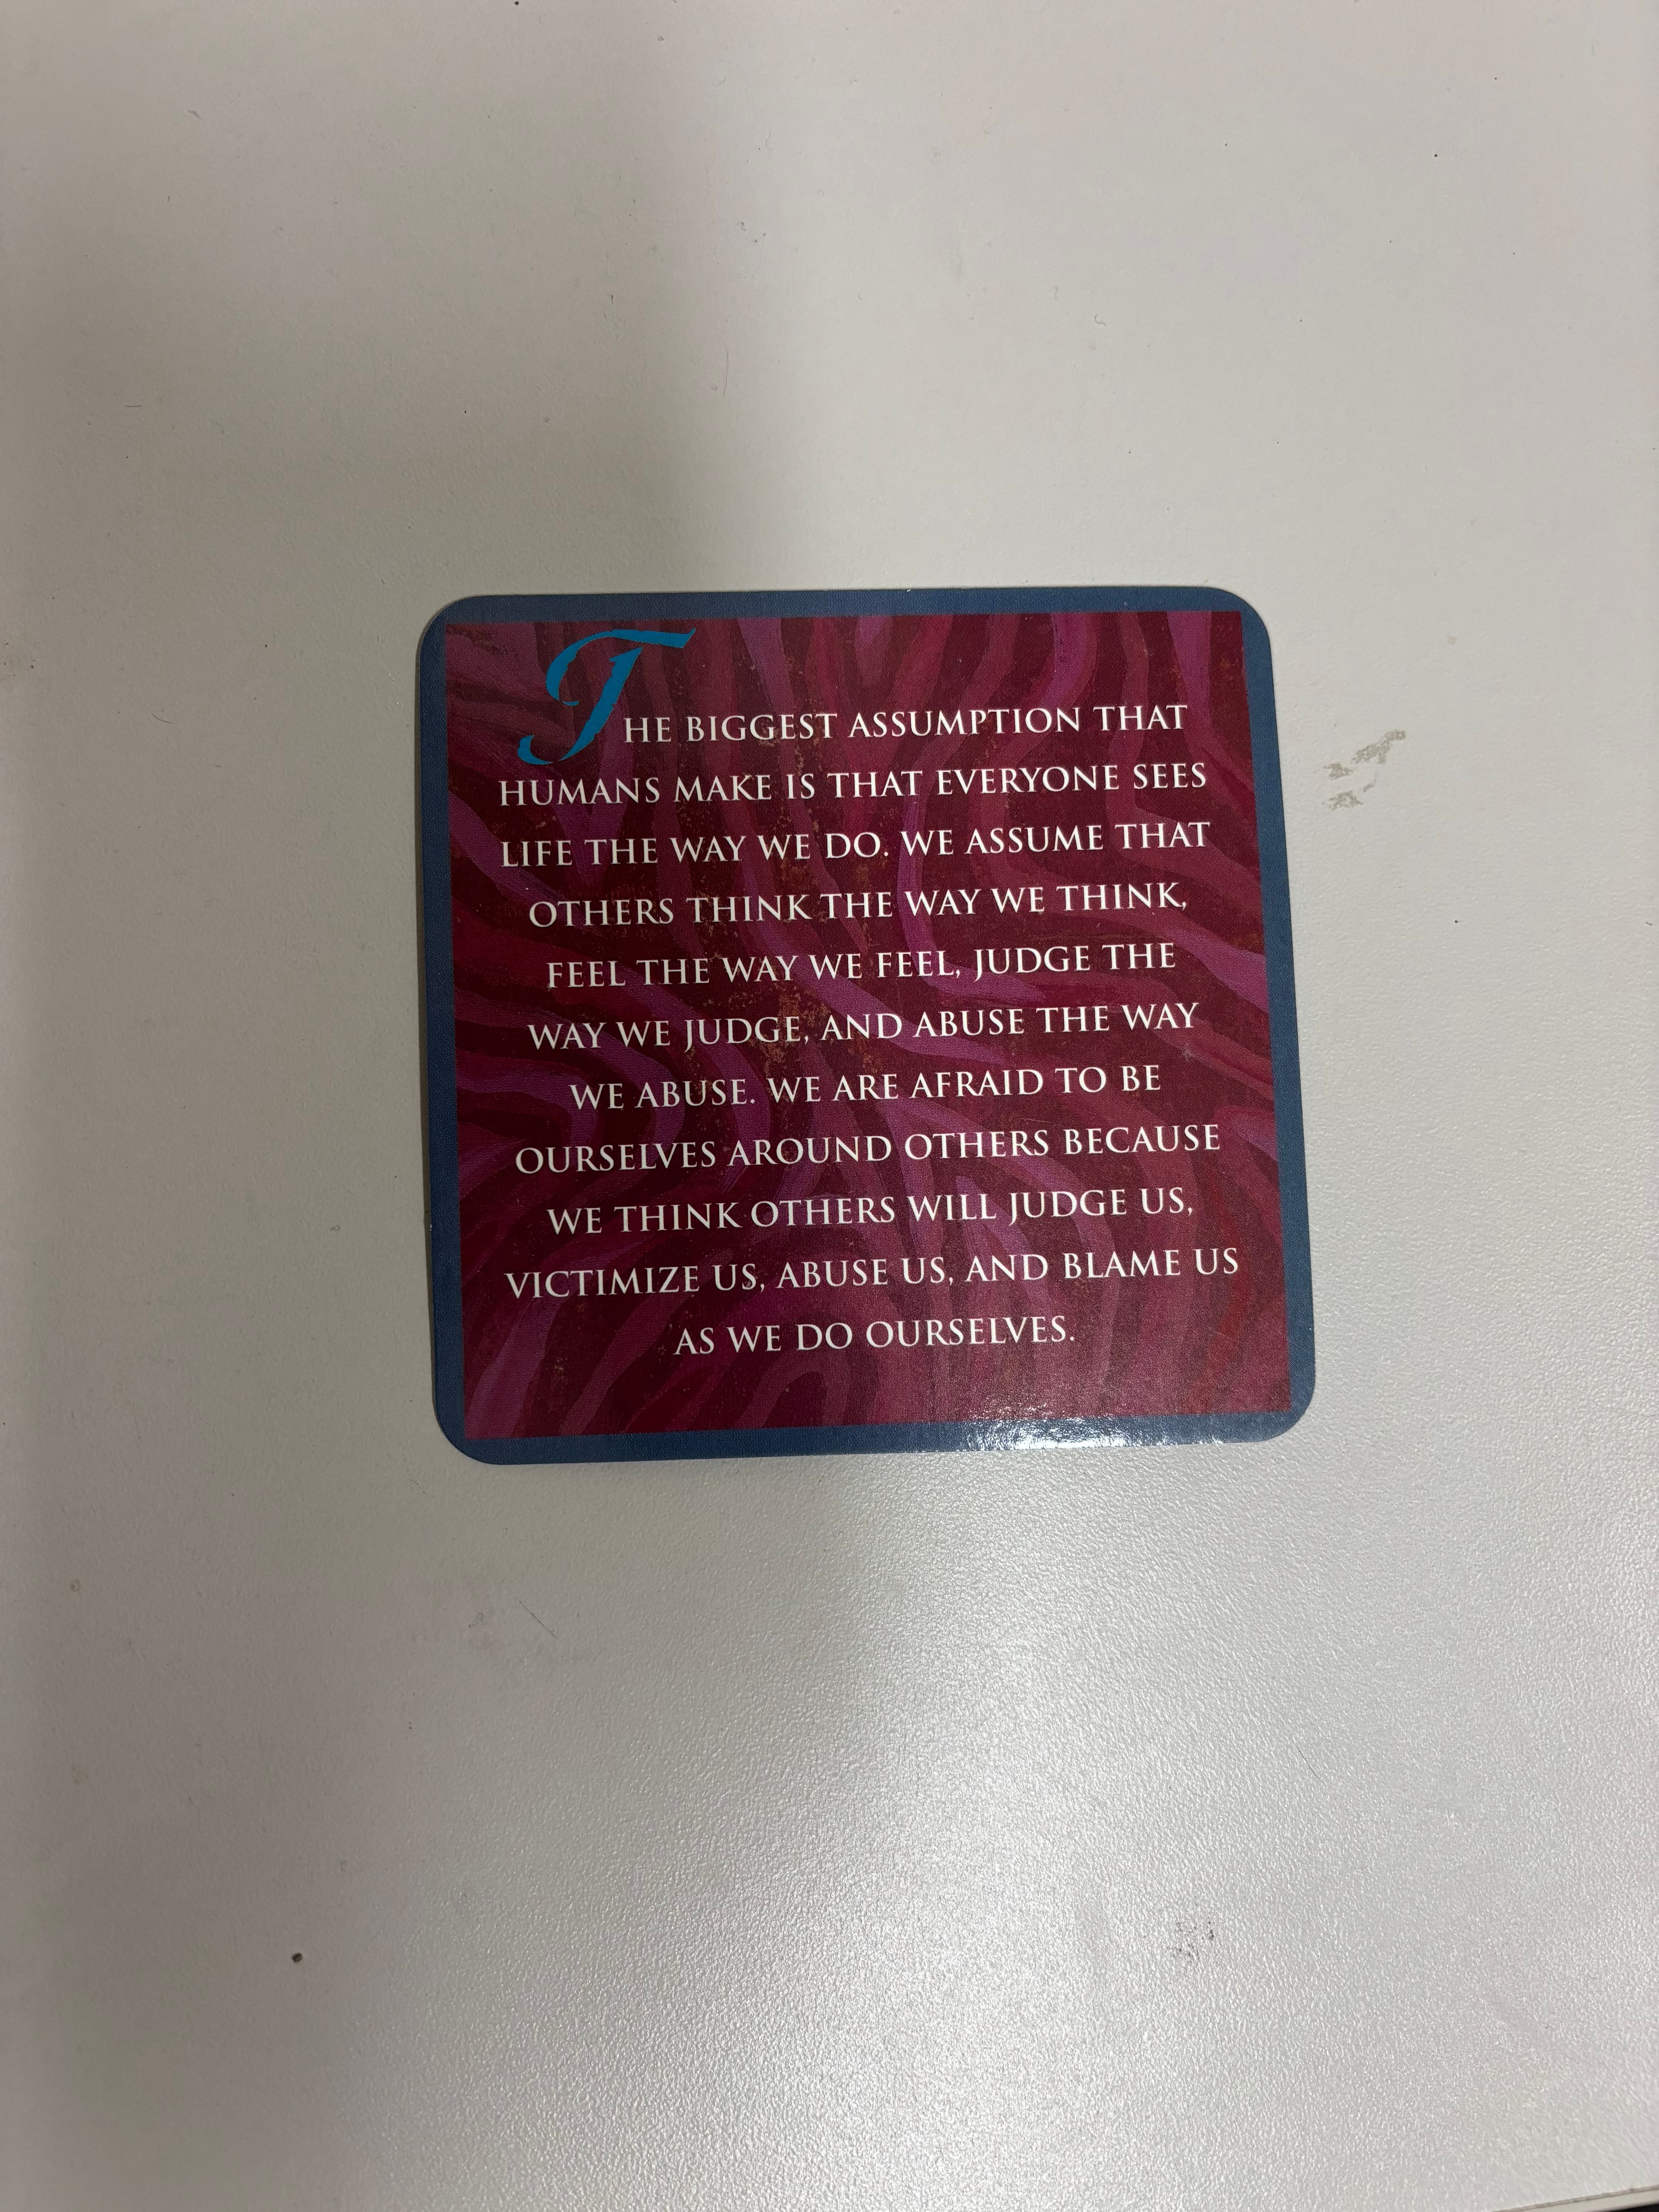 THE BIGGEST ASSUMPTION THAT
HUMANS MAKE IS THAT EVERYONE SEES
LIFE THE WAY WE DO. WE ASSUME THAT
OTHERS THINK THE WAY WE THINK,
FEEL THE WAY WE FEEL, JUDGE THE
WAY WE JUDGE, AND ABUSE THE WAY
WE ABUSE. WE ARE AFRAID TO BE
OURSELVES AROUND OTHERS BECAUSE
WE THINK OTHERS WILL JUDGE US,
VICTIMIZE US, ABUSE US, AND BLAME US
AS WE DO OURSELVES.